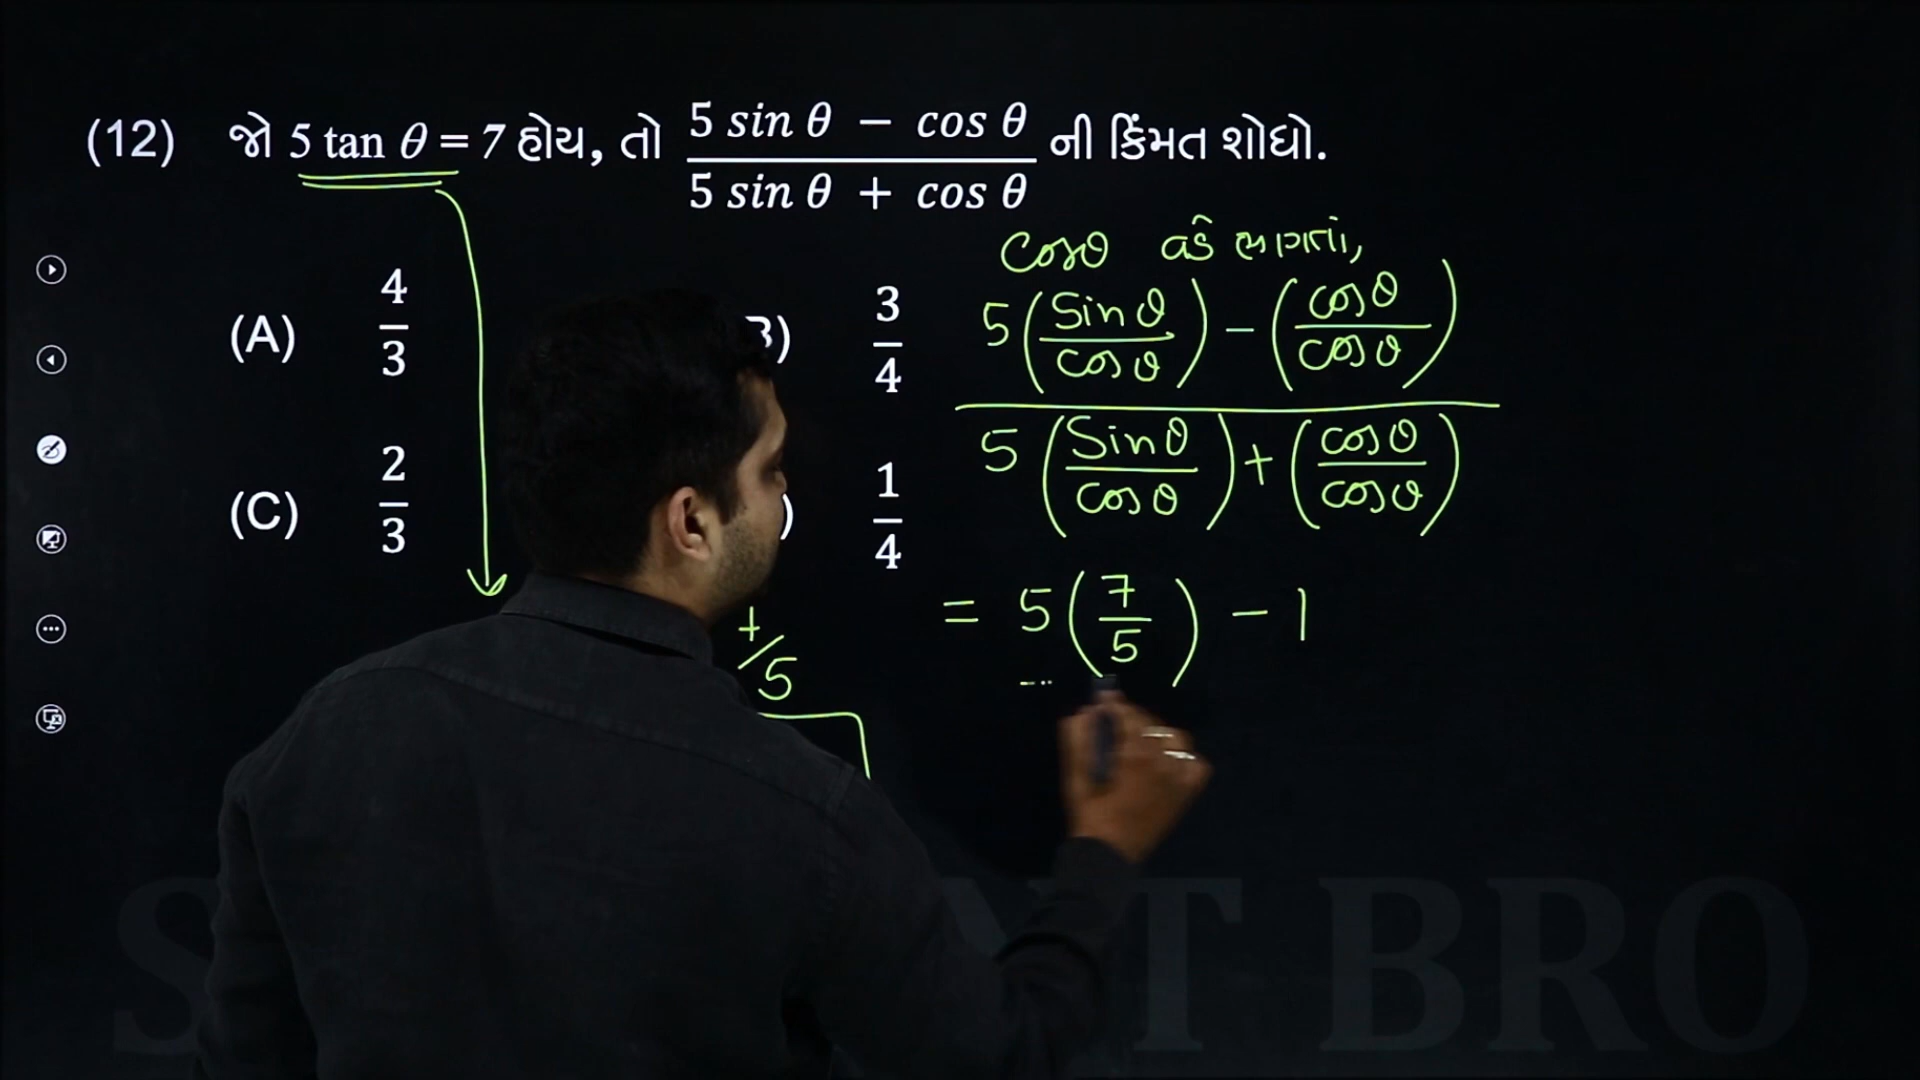 (12) જો 5 tan θ = 7 હોય, તો (5 sin θ − cos θ)/(5 sin θ + cos θ) ની કિંમત શોધો.
(A) 4/3
3/4
(C) 2/3
1/4
cosθ વડે ભાગતાં,
5(Sinθ/cosθ) − (cosθ/cosθ)
5(Sinθ/cosθ) + (cosθ/cosθ)
= 5(7/5) − 1
/5
BRO